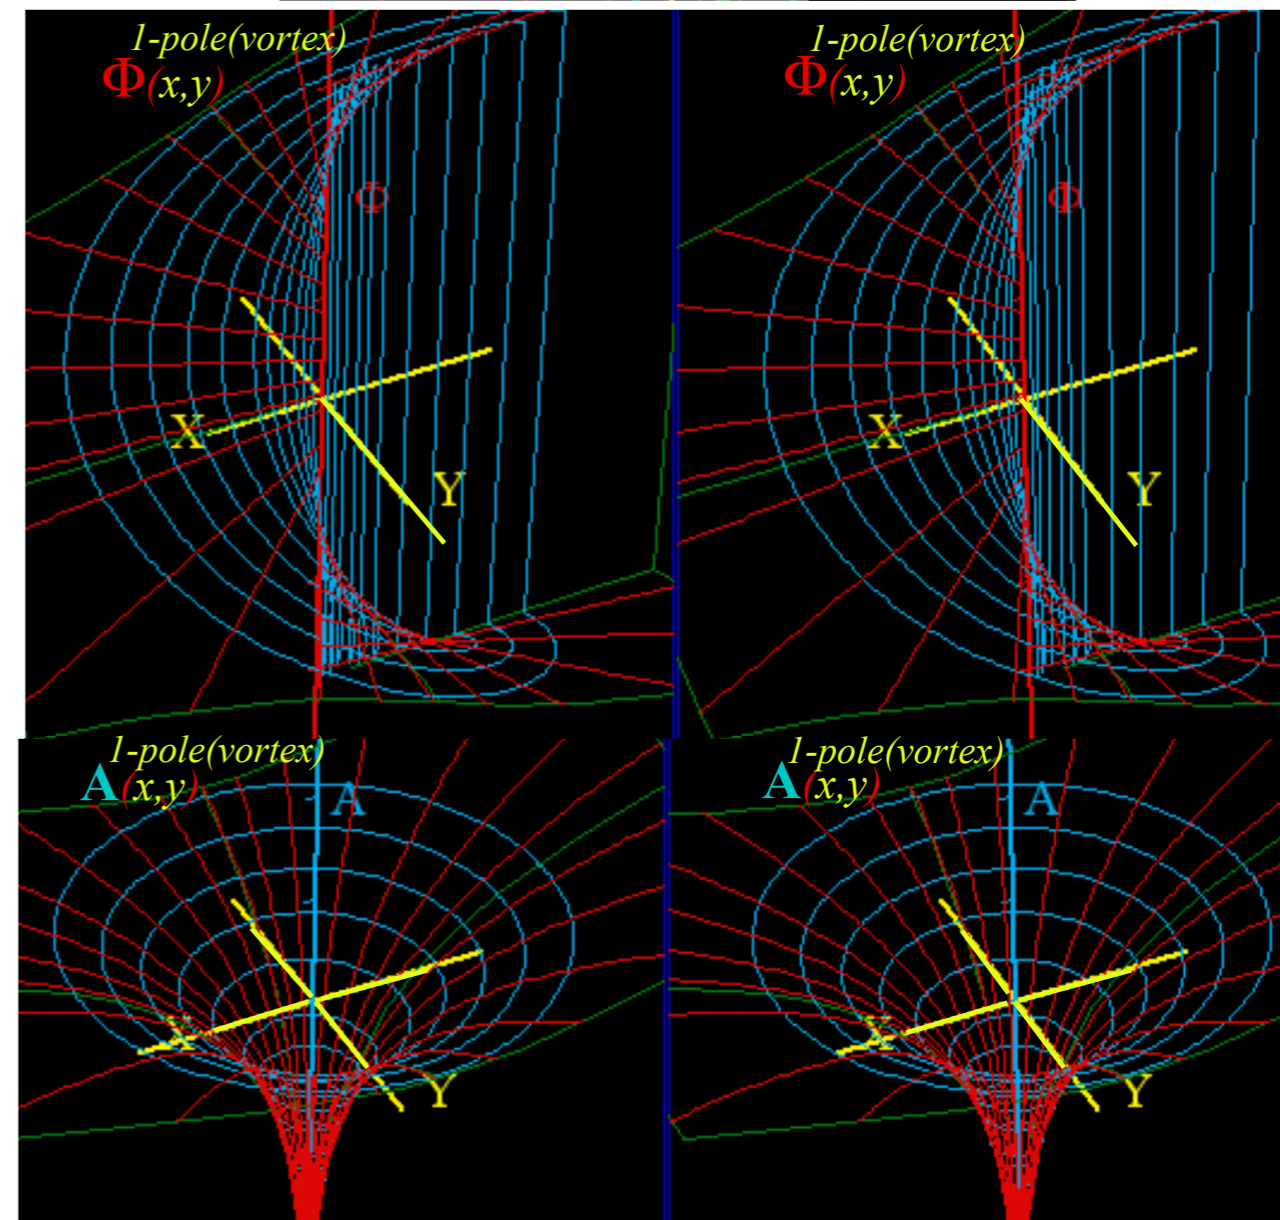 1-pole(vortex)
Φ(x,y)
Φ
X
Y
1-pole(vortex)
Φ(x,y)
Φ
X
Y
1-pole(vortex)
A(x,y)
A
X
Y
1-pole(vortex)
A(x,y)
A
X
Y